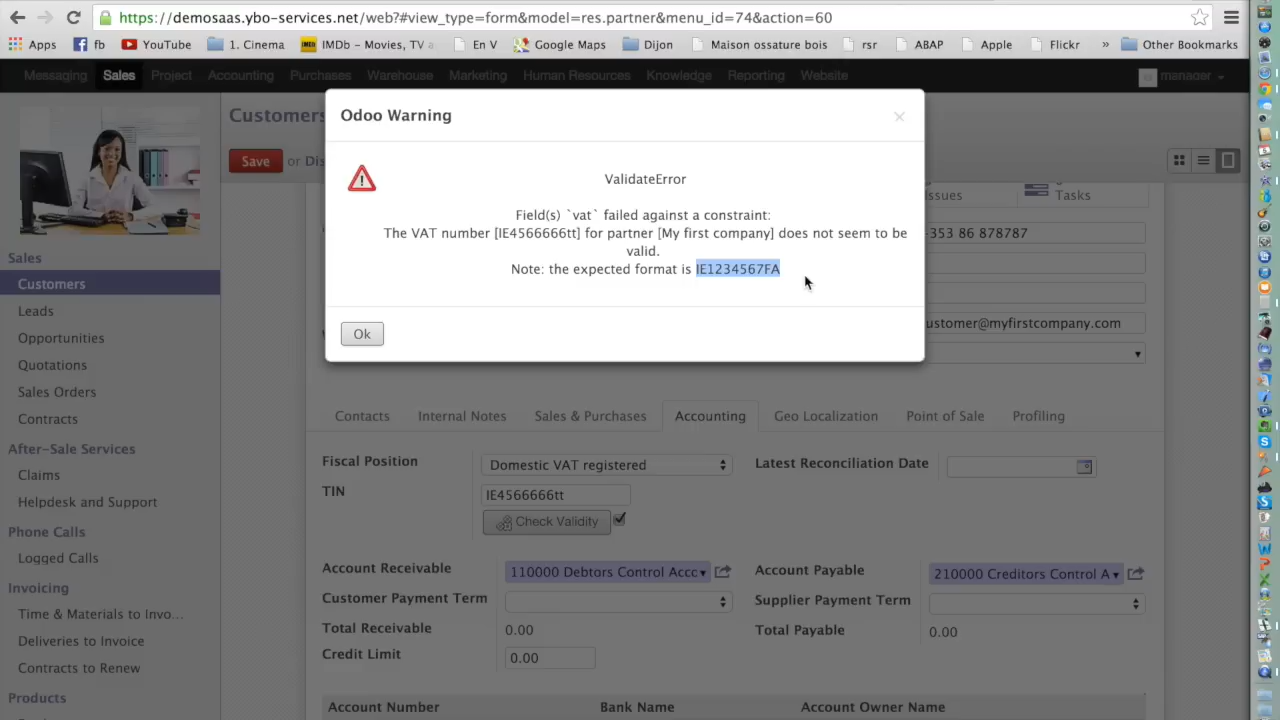 https://demosaas.ybo-services.net/web?#view_type=form&model=res.partner&menu_id=74&action=60
Apps fb YouTube 1. Cinema IMDb - Movies, TV a En V Google Maps Dijon Maison ossature bois rsr ABAP Apple Flickr » Other Bookmarks
Messaging Sales Project Accounting Purchases Warehouse Marketing Human Resources Knowledge Reporting Website manager
Customers
Odoo Warning ×
Save or Dis
ValidateError
Field(s) `vat` failed against a constraint:
The VAT number [IE4566666tt] for partner [My first company] does not seem to be
valid.
Note: the expected format is IE1234567FA
Ok
Issues
Tasks
+353 86 878787
ustomer@myfirstcompany.com
Sales
Customers
Leads
Opportunities
Quotations
Sales Orders
Contracts
After-Sale Services
Claims
Helpdesk and Support
Phone Calls
Logged Calls
Invoicing
Time & Materials to Invo...
Deliveries to Invoice
Contracts to Renew
Products
Contacts Internal Notes Sales & Purchases Accounting Geo Localization Point of Sale Profiling
Fiscal Position Domestic VAT registered Latest Reconciliation Date
TIN IE4566666tt
Check Validity
Account Receivable 110000 Debtors Control Acco Account Payable 210000 Creditors Control A
Customer Payment Term Supplier Payment Term
Total Receivable 0.00 Total Payable 0.00
Credit Limit 0.00
Account Number Bank Name Account Owner Name